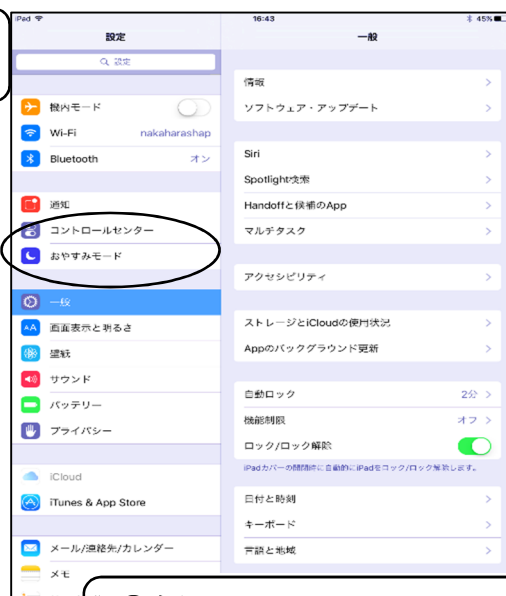 iPad
16:43
45%
設定
一般
設定
機内モード
Wi-Fi nakaharashap
Bluetooth オン
通知
コントロールセンター
おやすみモード
一般
画面表示と明るさ
壁紙
サウンド
バッテリー
プライバシー
iCloud
iTunes & App Store
メール/連絡先/カレンダー
メモ
情報
ソフトウェア・アップデート
Siri
Spotlight検索
Handoffと候補のApp
マルチタスク
アクセシビリティ
ストレージとiCloudの使用状況
Appのバックグラウンド更新
自動ロック 2分
機能制限 オフ
ロック/ロック解除
iPadカバーの開閉時に自動的にiPadをロック/ロック解除します。
日付と時刻
キーボード
言語と地域